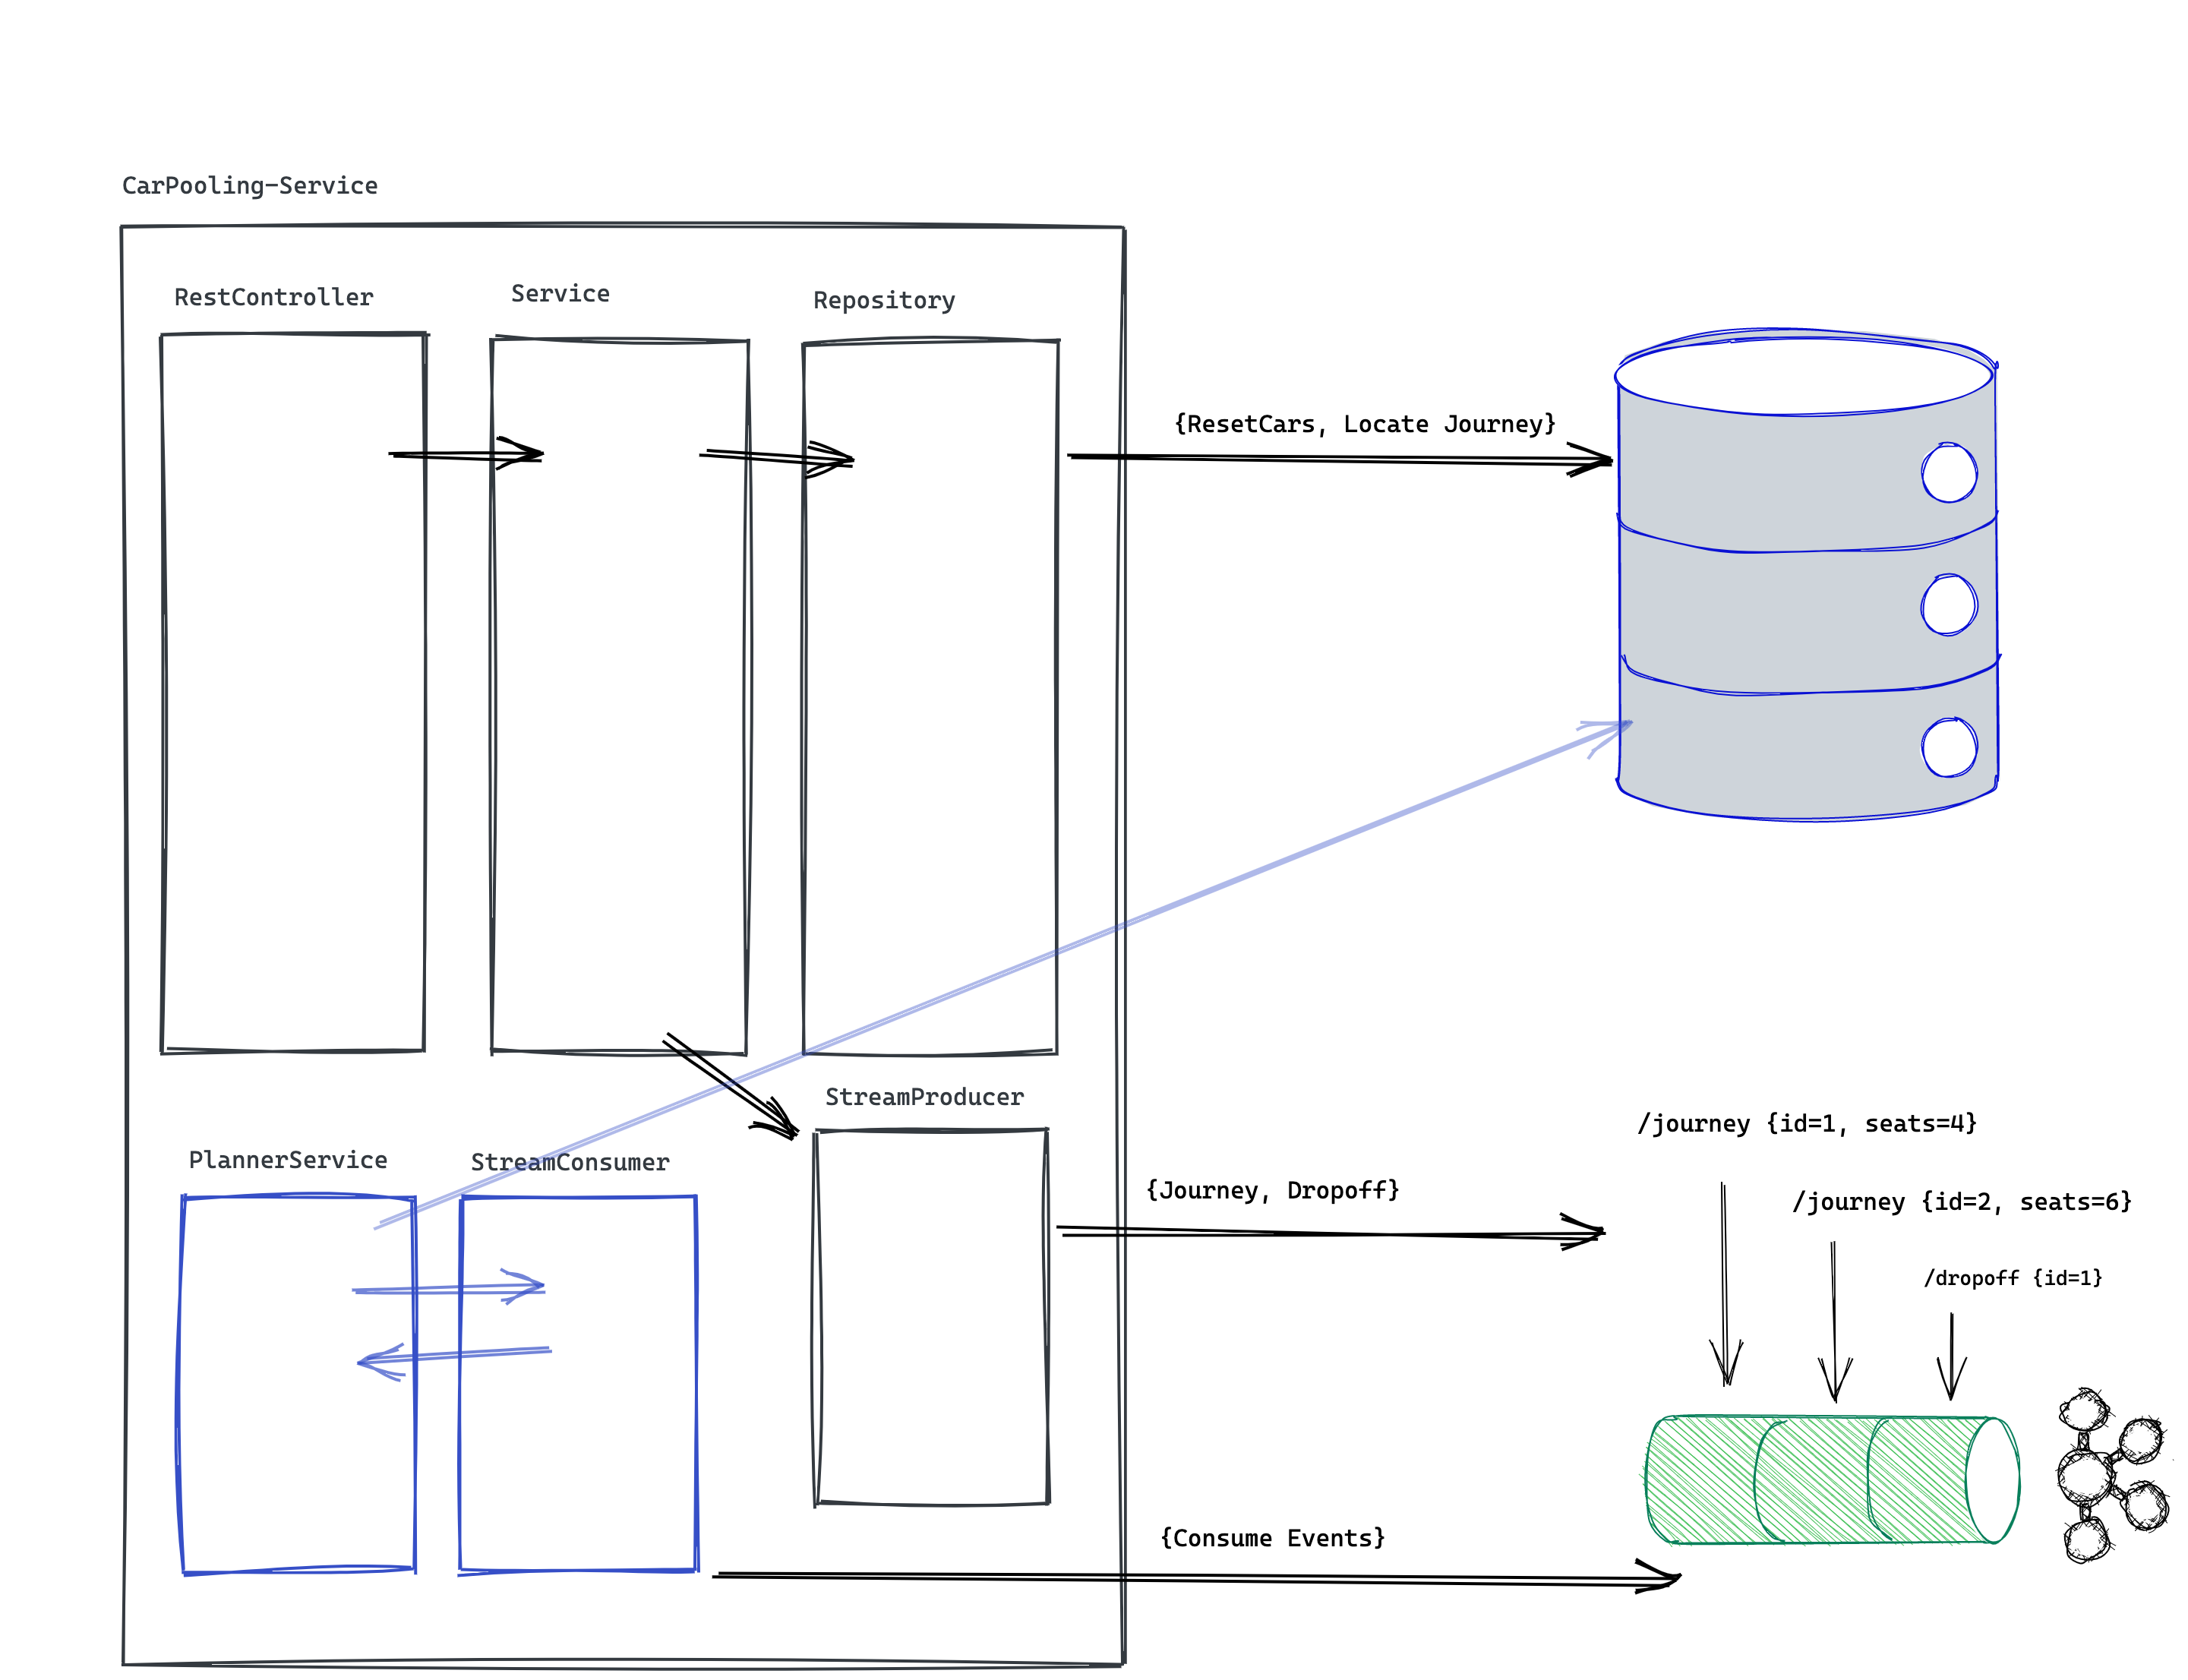 CarPooling-Service
RestController
Service
Repository
{ResetCars, Locate Journey}
StreamProducer
/journey {id=1, seats=4}
PlannerService
StreamConsumer
{Journey, Dropoff}
/journey {id=2, seats=6}
/dropoff {id=1}
{Consume Events}